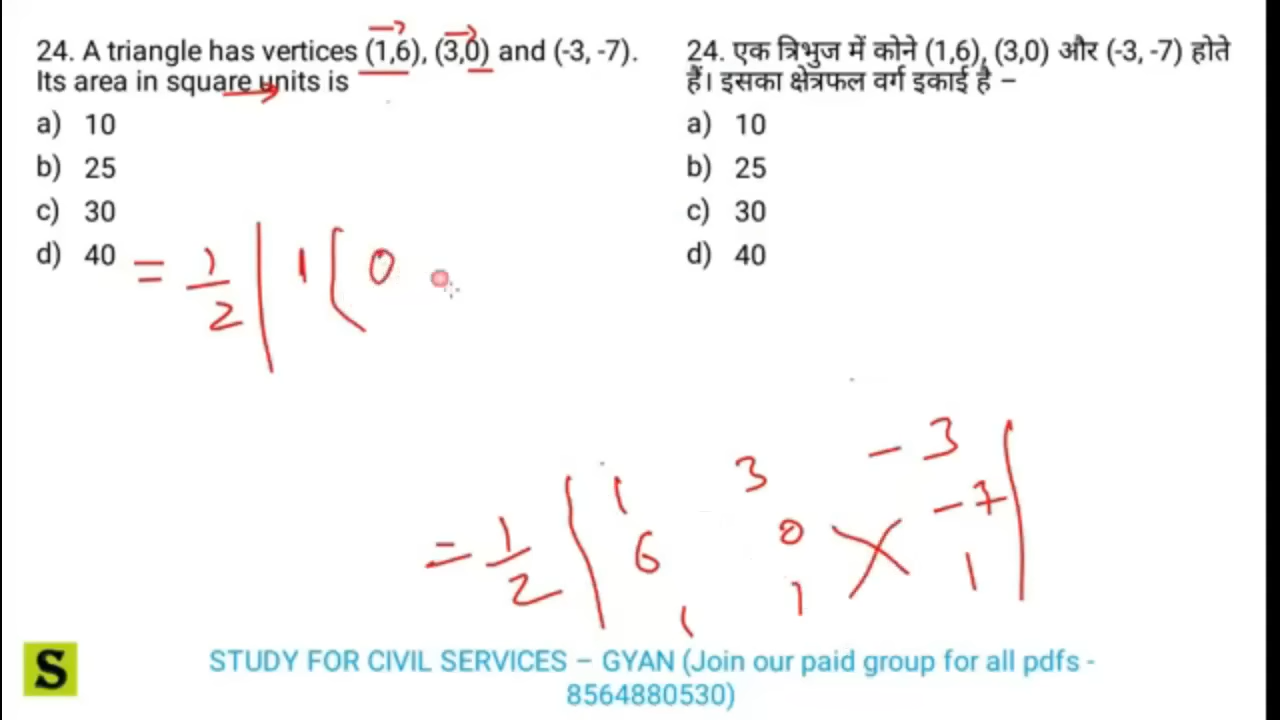 24. A triangle has vertices (1,6), (3,0) and (-3, -7).
Its area in square units is
a) 10
b) 25
c) 30
d) 40
24. एक त्रिभुज में कोने (1,6), (3,0) और (-3, -7) होते
हैं। इसका क्षेत्रफल वर्ग इकाई है –
a) 10
b) 25
c) 30
d) 40
= 1/2 | 1 ( 0
= 1/2 | 1 3 -3
6 0 -7
1 1 1 |
S
STUDY FOR CIVIL SERVICES – GYAN (Join our paid group for all pdfs -
8564880530)